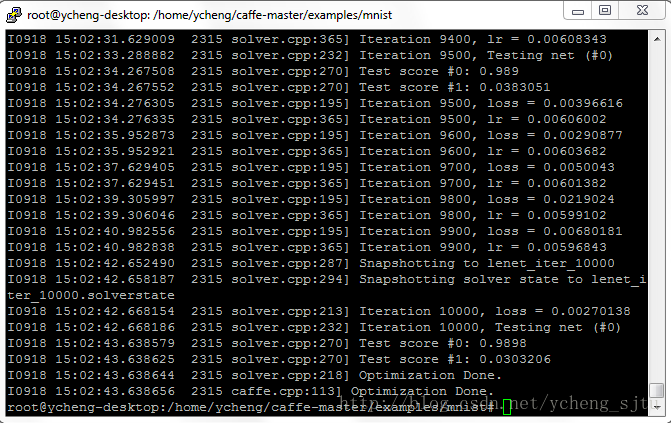 root@ycheng-desktop: /home/ycheng/caffe-master/examples/mnist
I0918 15:02:31.629009  2315 solver.cpp:365] Iteration 9400, lr = 0.00608343
I0918 15:02:33.288882  2315 solver.cpp:232] Iteration 9500, Testing net (#0)
I0918 15:02:34.267508  2315 solver.cpp:270] Test score #0: 0.989
I0918 15:02:34.267552  2315 solver.cpp:270] Test score #1: 0.0383051
I0918 15:02:34.276305  2315 solver.cpp:195] Iteration 9500, loss = 0.00396616
I0918 15:02:34.276335  2315 solver.cpp:365] Iteration 9500, lr = 0.00606002
I0918 15:02:35.952873  2315 solver.cpp:195] Iteration 9600, loss = 0.00290877
I0918 15:02:35.952921  2315 solver.cpp:365] Iteration 9600, lr = 0.00603682
I0918 15:02:37.629405  2315 solver.cpp:195] Iteration 9700, loss = 0.0050043
I0918 15:02:37.629451  2315 solver.cpp:365] Iteration 9700, lr = 0.00601382
I0918 15:02:39.305997  2315 solver.cpp:195] Iteration 9800, loss = 0.0219024
I0918 15:02:39.306046  2315 solver.cpp:365] Iteration 9800, lr = 0.00599102
I0918 15:02:40.982556  2315 solver.cpp:195] Iteration 9900, loss = 0.00680181
I0918 15:02:40.982838  2315 solver.cpp:365] Iteration 9900, lr = 0.00596843
I0918 15:02:42.652490  2315 solver.cpp:287] Snapshotting to lenet_iter_10000
I0918 15:02:42.658187  2315 solver.cpp:294] Snapshotting solver state to lenet_i
ter_10000.solverstate
I0918 15:02:42.668154  2315 solver.cpp:213] Iteration 10000, loss = 0.00270138
I0918 15:02:42.668186  2315 solver.cpp:232] Iteration 10000, Testing net (#0)
I0918 15:02:43.638579  2315 solver.cpp:270] Test score #0: 0.9898
I0918 15:02:43.638625  2315 solver.cpp:270] Test score #1: 0.0303206
I0918 15:02:43.638644  2315 solver.cpp:218] Optimization Done.
I0918 15:02:43.638656  2315 caffe.cpp:113] Optimization Done.
root@ycheng-desktop:/home/ycheng/caffe-master/examples/mnist#
http://blog.csdn.net/ycheng_sjtu